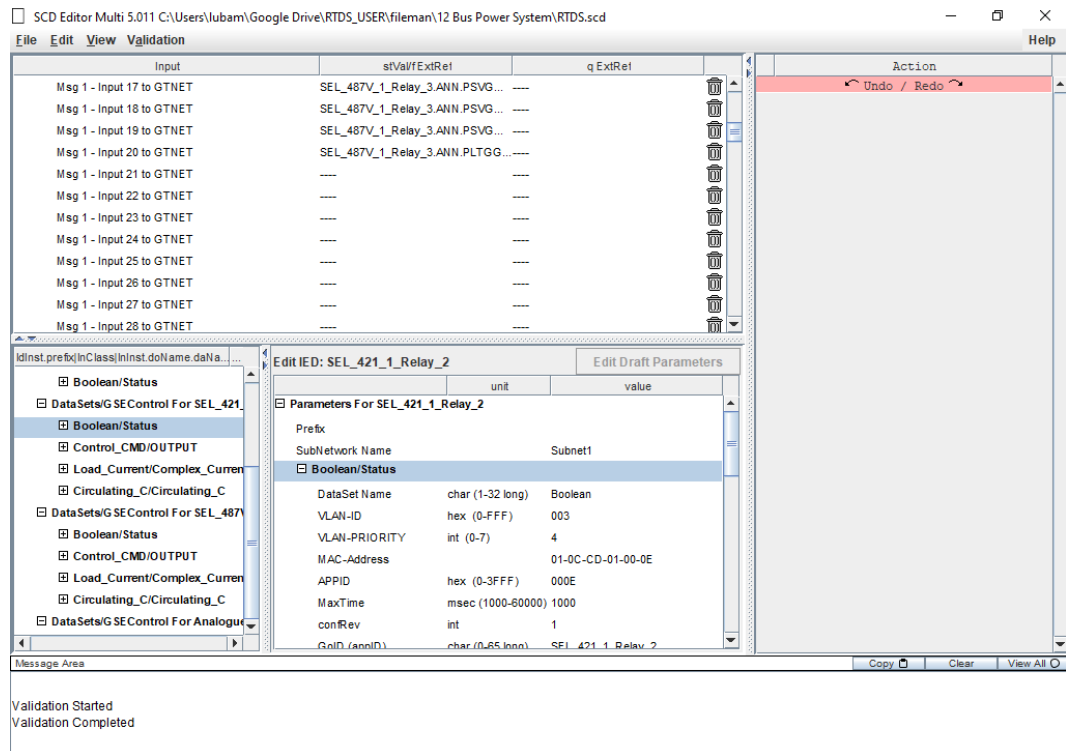 SCD Editor Multi 5.011 C:\Users\lubam\Google Drive\RTDS_USER\fileman\12 Bus Power System\RTDS.scd
File Edit View Validation Help
Input stVal/fExtRef q ExtRef
Msg 1 - Input 17 to GTNET SEL_487V_1_Relay_3.ANN.PSVG... ----
Msg 1 - Input 18 to GTNET SEL_487V_1_Relay_3.ANN.PSVG... ----
Msg 1 - Input 19 to GTNET SEL_487V_1_Relay_3.ANN.PSVG... ----
Msg 1 - Input 20 to GTNET SEL_487V_1_Relay_3.ANN.PLTGG... ----
Msg 1 - Input 21 to GTNET ---- ----
Msg 1 - Input 22 to GTNET ---- ----
Msg 1 - Input 23 to GTNET ---- ----
Msg 1 - Input 24 to GTNET ---- ----
Msg 1 - Input 25 to GTNET ---- ----
Msg 1 - Input 26 to GTNET ---- ----
Msg 1 - Input 27 to GTNET ---- ----
Msg 1 - Input 28 to GTNET ---- ----
Action
Undo / Redo
ldInst.prefix|lnClass|lnInst.doName.daNa... ...
Boolean/Status
DataSets/GSEControl For SEL_421_
Boolean/Status
Control_CMD/OUTPUT
Load_Current/Complex_Curren
Circulating_C/Circulating_C
DataSets/GSEControl For SEL_487V
Boolean/Status
Control_CMD/OUTPUT
Load_Current/Complex_Curren
Circulating_C/Circulating_C
DataSets/GSEControl For Analogue
Edit IED: SEL_421_1_Relay_2 Edit Draft Parameters
unit value
Parameters For SEL_421_1_Relay_2
Prefix
SubNetwork Name Subnet1
Boolean/Status
DataSet Name char (1-32 long) Boolean
VLAN-ID hex (0-FFF) 003
VLAN-PRIORITY int (0-7) 4
MAC-Address 01-0C-CD-01-00-0E
APPID hex (0-3FFF) 000E
MaxTime msec (1000-60000) 1000
confRev int 1
GoID (appID) char (0-65 long) SEL_421_1_Relay_2
Message Area Copy Clear View All
Validation Started
Validation Completed